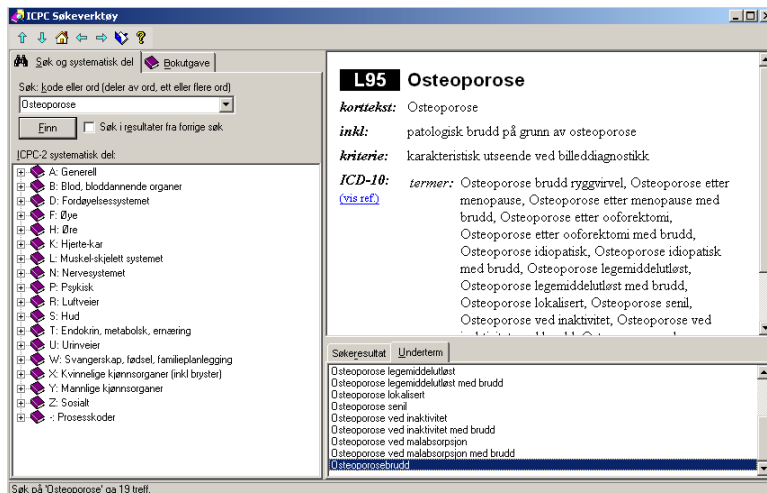 ICPC Søkeverktøy
Søk og systematisk del
Bokutgave
Søk: kode eller ord (deler av ord, ett eller flere ord)
Osteoporose
Finn
Søk i resultater fra forrige søk
ICPC-2 systematisk del:
A: Generell
B: Blod, bloddannende organer
D: Fordøyelsessystemet
F: Øye
H: Øre
K: Hjerte-kar
L: Muskel-skjelett systemet
N: Nervesystemet
P: Psykisk
R: Luftveier
S: Hud
T: Endokrin, metabolsk, ernæring
U: Urinveier
W: Svangerskap, fødsel, familieplanlegging
X: Kvinnelige kjønnsorganer (inkl bryster)
Y: Mannlige kjønnsorganer
Z: Sosialt
-: Prosesskoder
L95 Osteoporose
korttekst: Osteoporose
inkl: patologisk brudd på grunn av osteoporose
kriterie: karakteristisk utseende ved billeddiagnostikk
ICD-10: termer: Osteoporose brudd ryggvirvel, Osteoporose etter
(vis ref.) menopause, Osteoporose etter menopause med
brudd, Osteoporose etter ooforektomi,
Osteoporose etter ooforektomi med brudd,
Osteoporose idiopatisk, Osteoporose idiopatisk
med brudd, Osteoporose legemiddelutløst,
Osteoporose legemiddelutløst med brudd,
Osteoporose lokalisert, Osteoporose senil,
Osteoporose ved inaktivitet, Osteoporose ved
Søkeresultat
Underterm
Osteoporose legemiddelutløst
Osteoporose legemiddelutløst med brudd
Osteoporose lokalisert
Osteoporose senil
Osteoporose ved inaktivitet
Osteoporose ved inaktivitet med brudd
Osteoporose ved malabsorpsjon
Osteoporose ved malabsorpsjon med brudd
Osteoporosebrudd
Søk på 'Osteoporose' ga 19 treff.